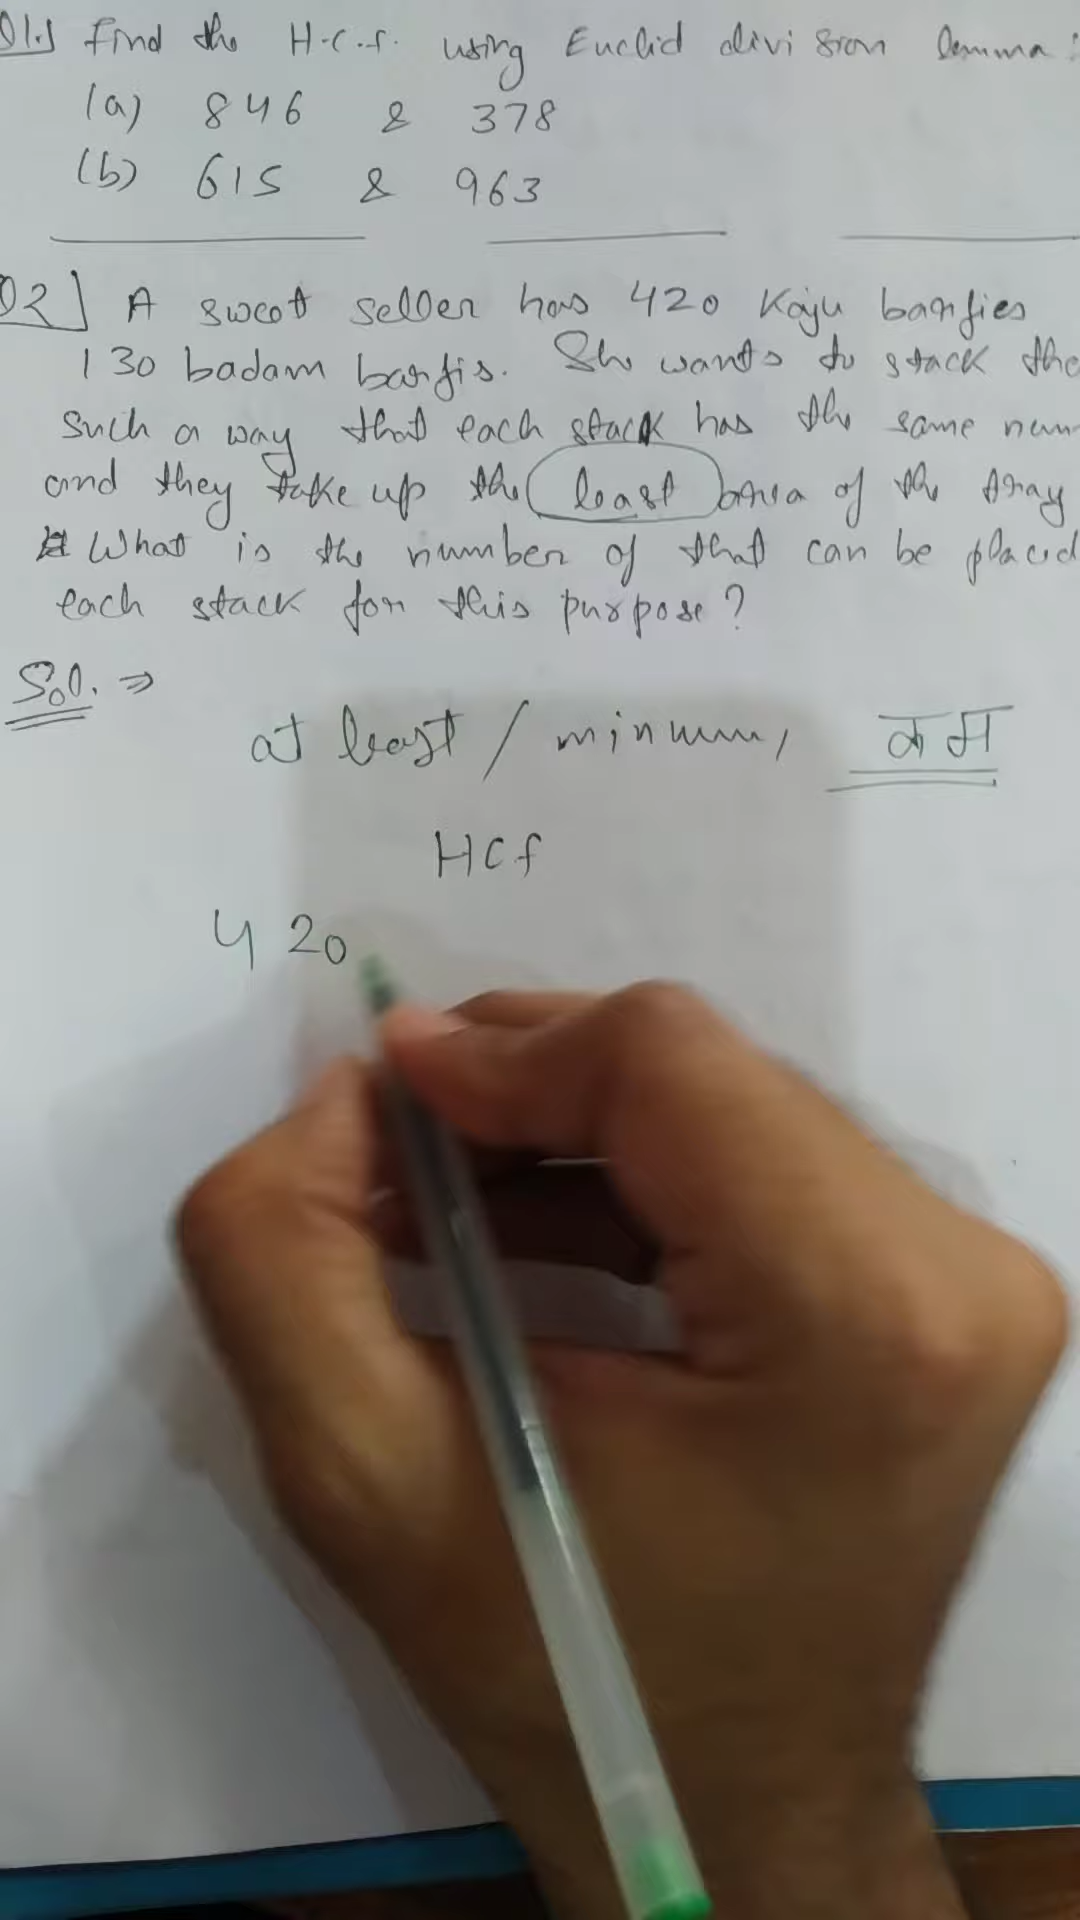 Q1.] Find the H.C.F. using Euclid division lemma:
(a) 846 & 378
(b) 615 & 963
Q2] A sweet seller has 420 Kaju barfies
130 badam barfis. She wants to stack the
such a way that each stack has the same num
and they take up the least area of the tray
What is the number of that can be placed
each stack for this purpose?
Sol. ⇒
at least / minimum, कम
HCF
420